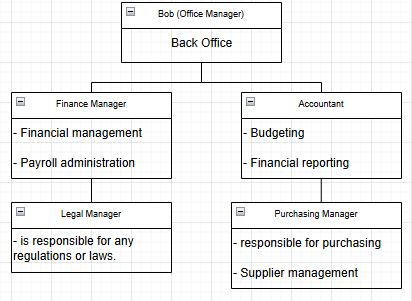 Bob (Office Manager)
Back Office
Finance Manager
- Financial management
- Payroll administration
Accountant
- Budgeting
- Financial reporting
Legal Manager
- is responsible for any
regulations or laws.
Purchasing Manager
- responsible for purchasing
- Supplier management